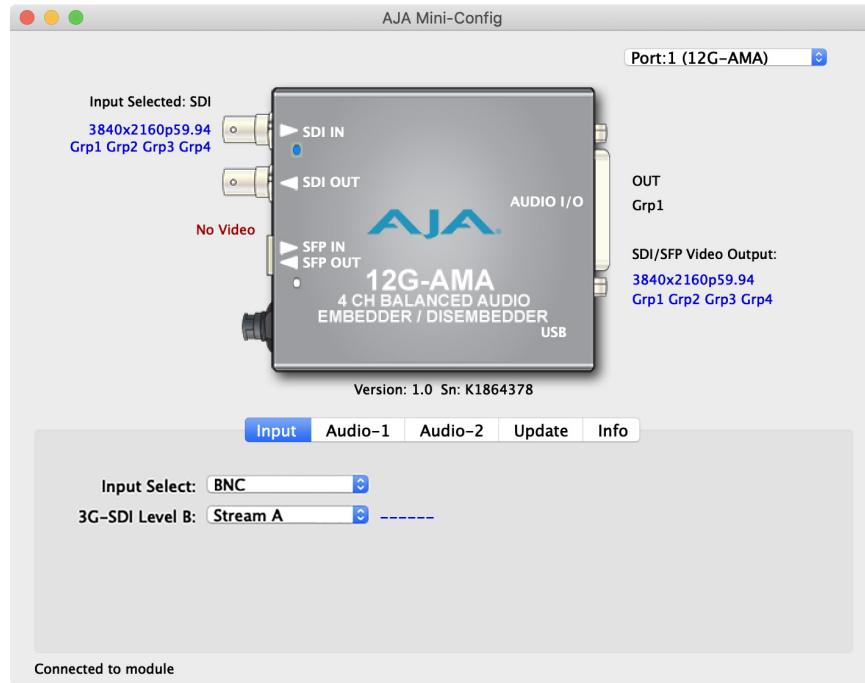 AJA Mini-Config
Port:1 (12G-AMA)
Input Selected: SDI
3840x2160p59.94
Grp1 Grp2 Grp3 Grp4
SDI IN
SDI OUT
No Video
SFP IN
SFP OUT
AUDIO I/O
AJA
12G-AMA
4 CH BALANCED AUDIO
EMBEDDER / DISEMBEDDER
USB
OUT
Grp1
SDI/SFP Video Output:
3840x2160p59.94
Grp1 Grp2 Grp3 Grp4
Version: 1.0 Sn: K1864378
Input Audio-1 Audio-2 Update Info
Input Select: BNC
3G-SDI Level B: Stream A ------
Connected to module